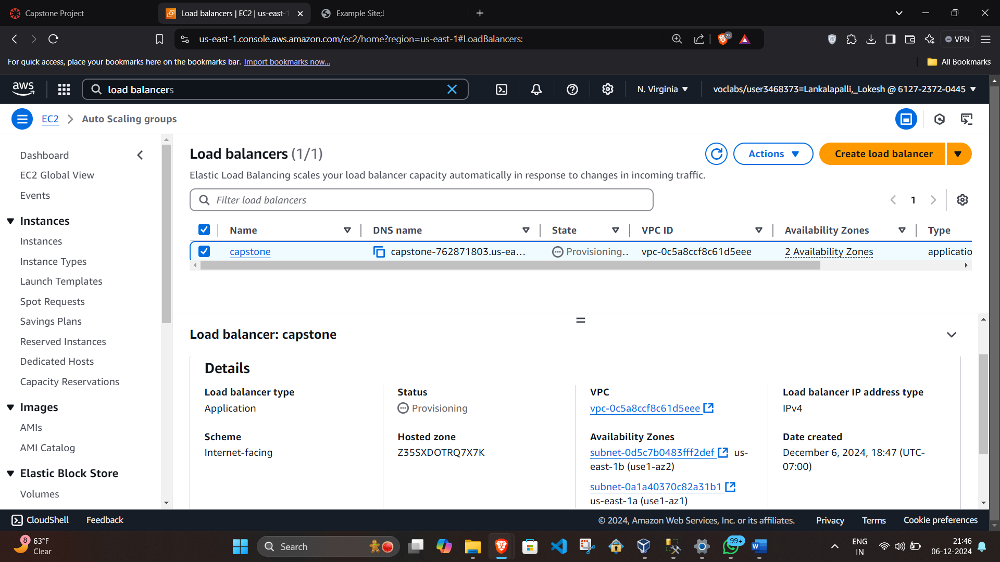 Capstone Project
Load balancers | EC2 | us-east-1
Example Site;!
us-east-1.console.aws.amazon.com/ec2/home?region=us-east-1#LoadBalancers:
23
VPN
For quick access, place your bookmarks here on the bookmarks bar. Import bookmarks now...
All Bookmarks
aws
load balancers
N. Virginia
voclabs/user3468373=Lankalapalli,_Lokesh @ 6127-2372-0445
EC2
Auto Scaling groups
Dashboard
EC2 Global View
Events
Instances
Instances
Instance Types
Launch Templates
Spot Requests
Savings Plans
Reserved Instances
Dedicated Hosts
Capacity Reservations
Images
AMIs
AMI Catalog
Elastic Block Store
Volumes
Load balancers (1/1)
Actions
Create load balancer
Elastic Load Balancing scales your load balancer capacity automatically in response to changes in incoming traffic.
Filter load balancers
1
Name
DNS name
State
VPC ID
Availability Zones
Type
capstone
capstone-762871803.us-ea...
Provisioning..
vpc-0c5a8ccf8c61d5eee
2 Availability Zones
applicatio
Load balancer: capstone
Details
Load balancer type
Application
Status
Provisioning
VPC
vpc-0c5a8ccf8c61d5eee
Load balancer IP address type
IPv4
Scheme
Internet-facing
Hosted zone
Z35SXDOTRQ7X7K
Availability Zones
subnet-0d5c7b0483fff2def us-
east-1b (use1-az2)
subnet-0a1a40370c82a31b1
us-east-1a (use1-az1)
Date created
December 6, 2024, 18:47 (UTC-
07:00)
CloudShell
Feedback
© 2024, Amazon Web Services, Inc. or its affiliates.
Privacy
Terms
Cookie preferences
8
63°F
Clear
Search
99+
W
ENG
IN
21:46
06-12-2024